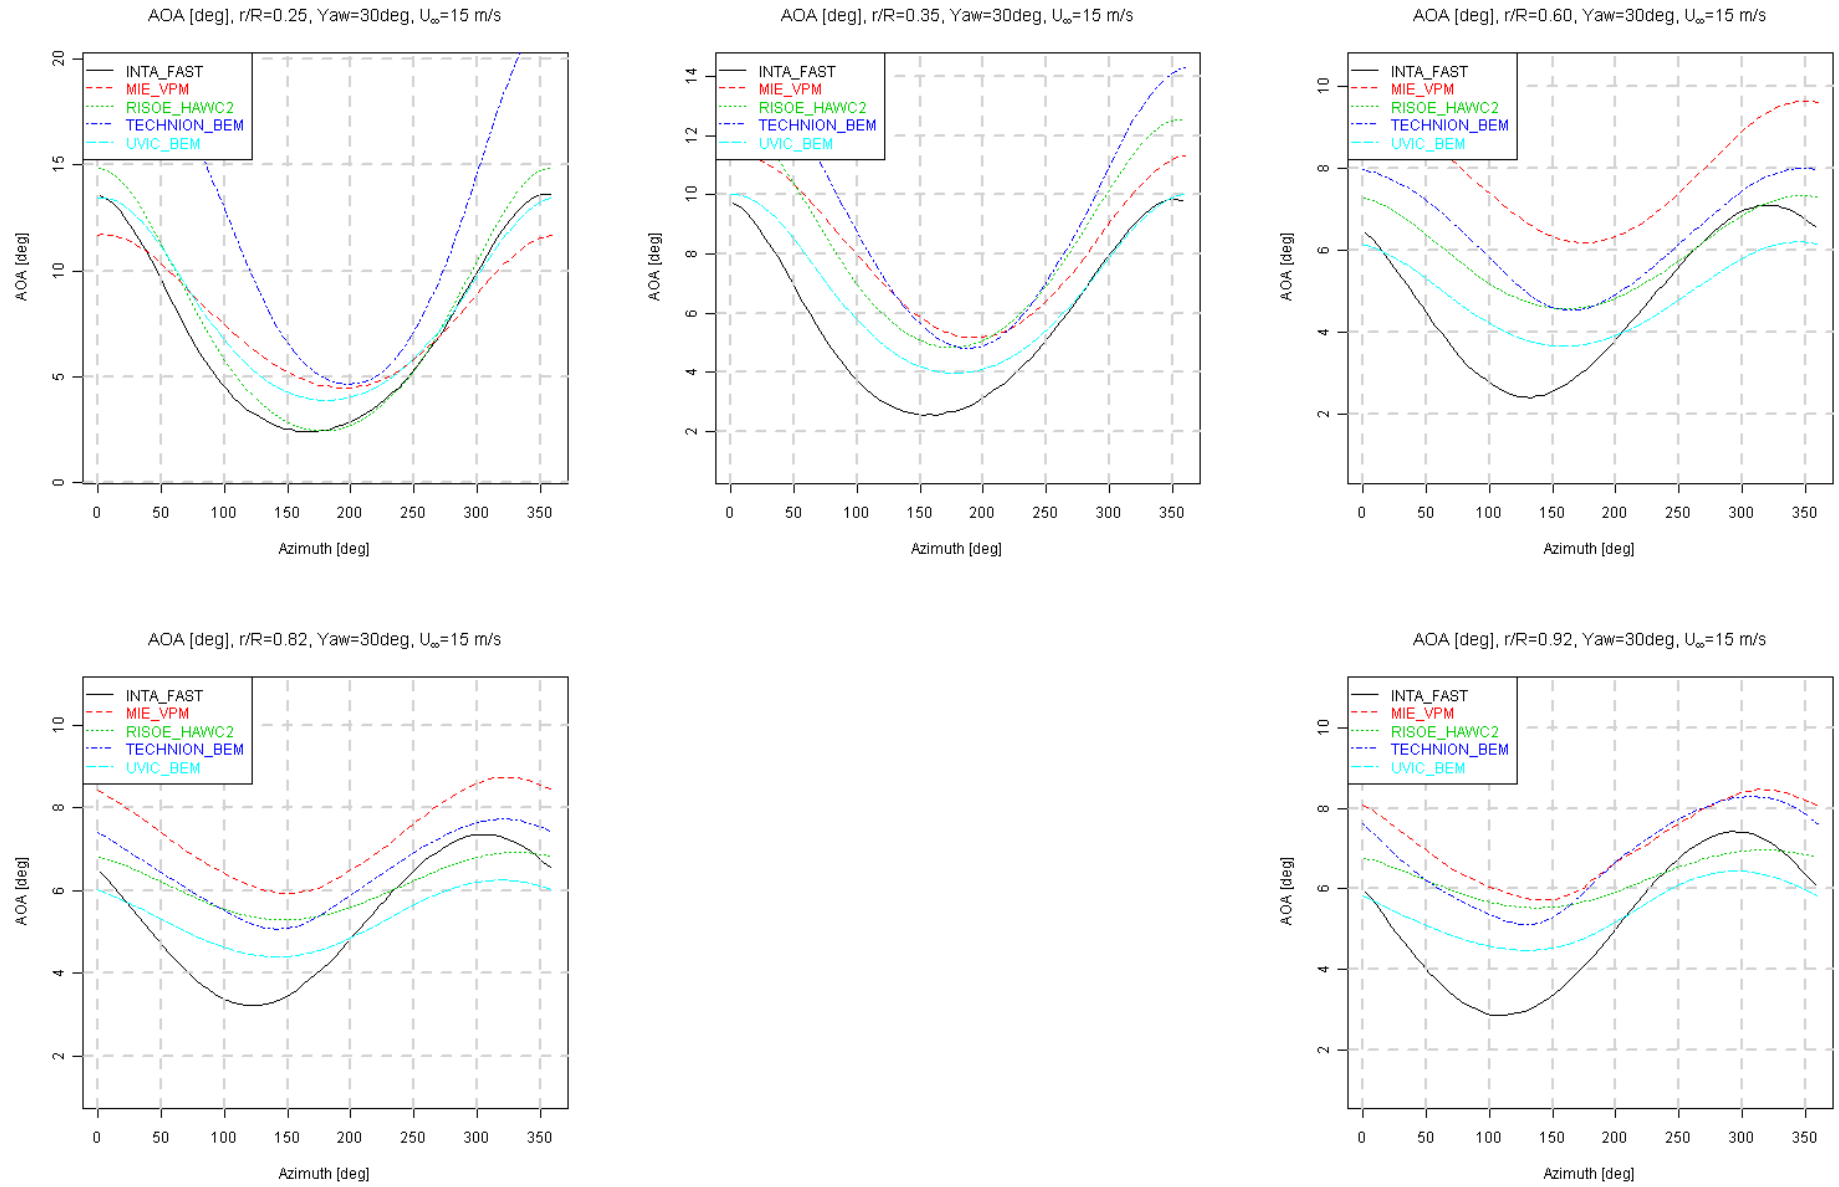 AOA [deg], r/R=0.25, Yaw=30deg, U∞=15 m/s
INTA_FAST
MIE_VPM
RISOE_HAWC2
TECHNION_BEM
UVIC_BEM
20
15
10
5
0
AOA [deg]
0 50 100 150 200 250 300 350
Azimuth [deg]
AOA [deg], r/R=0.35, Yaw=30deg, U∞=15 m/s
INTA_FAST
MIE_VPM
RISOE_HAWC2
TECHNION_BEM
UVIC_BEM
14
12
10
8
6
4
2
AOA [deg]
0 50 100 150 200 250 300 350
Azimuth [deg]
AOA [deg], r/R=0.60, Yaw=30deg, U∞=15 m/s
INTA_FAST
MIE_VPM
RISOE_HAWC2
TECHNION_BEM
UVIC_BEM
10
8
6
4
2
AOA [deg]
0 50 100 150 200 250 300 350
Azimuth [deg]
AOA [deg], r/R=0.82, Yaw=30deg, U∞=15 m/s
INTA_FAST
MIE_VPM
RISOE_HAWC2
TECHNION_BEM
UVIC_BEM
10
8
6
4
2
AOA [deg]
0 50 100 150 200 250 300 350
Azimuth [deg]
AOA [deg], r/R=0.92, Yaw=30deg, U∞=15 m/s
INTA_FAST
MIE_VPM
RISOE_HAWC2
TECHNION_BEM
UVIC_BEM
10
8
6
4
2
AOA [deg]
0 50 100 150 200 250 300 350
Azimuth [deg]